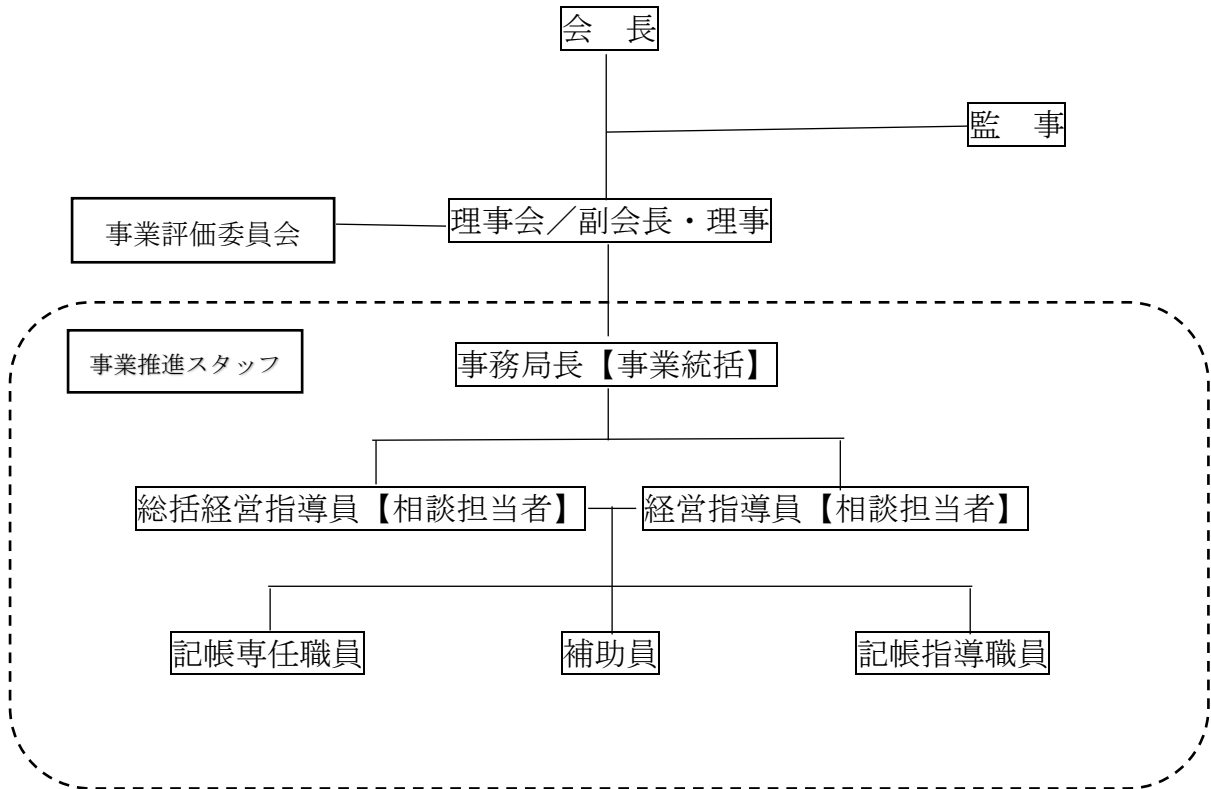 会　長
監　事
事業評価委員会
理事会／副会長・理事
事業推進スタッフ
事務局長【事業統括】
総括経営指導員【相談担当者】
経営指導員【相談担当者】
記帳専任職員
補助員
記帳指導職員